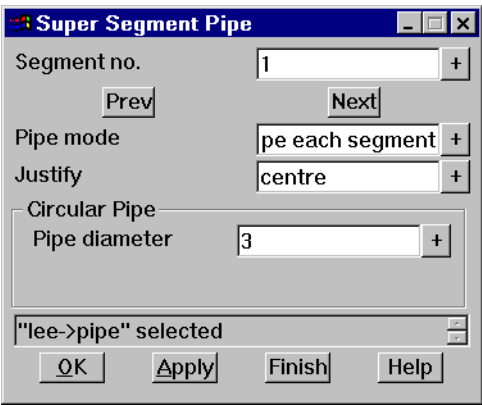 Super Segment Pipe
Segment no. 1 +
Prev Next
Pipe mode pe each segment +
Justify centre +
Circular Pipe
Pipe diameter 3 +
"lee->pipe" selected
OK Apply Finish Help